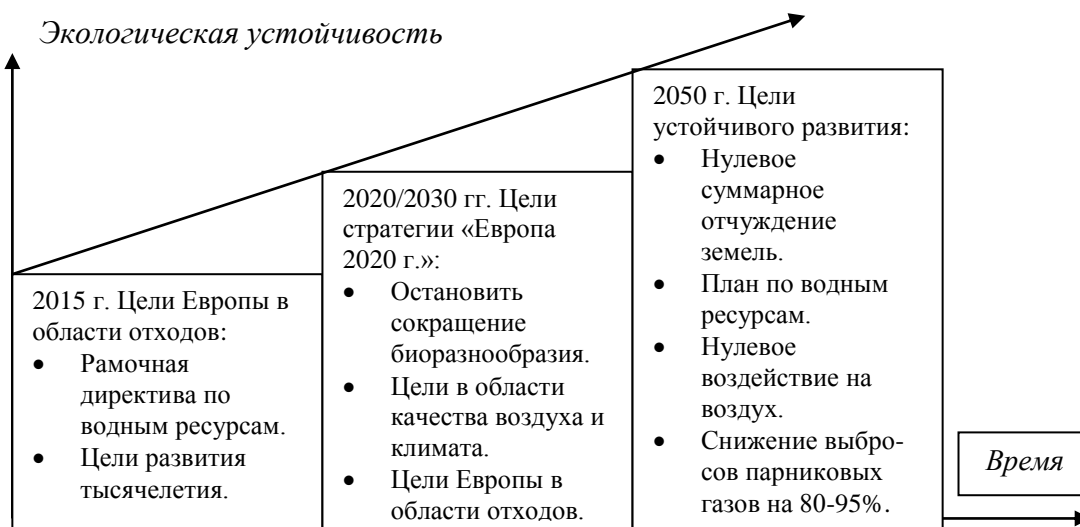 Экологическая устойчивость
2015 г. Цели Европы в
области отходов:
• Рамочная
директива по
водным ресурсам.
• Цели развития
тысячелетия.
2020/2030 гг. Цели
стратегии «Европа
2020 г.»:
• Остановить
сокращение
биоразнообразия.
• Цели в области
качества воздуха и
климата.
• Цели Европы в
области отходов.
2050 г. Цели
устойчивого развития:
• Нулевое
суммарное
отчуждение
земель.
• План по водным
ресурсам.
• Нулевое
воздействие на
воздух.
• Снижение выбро-
сов парниковых
газов на 80-95%.
Время